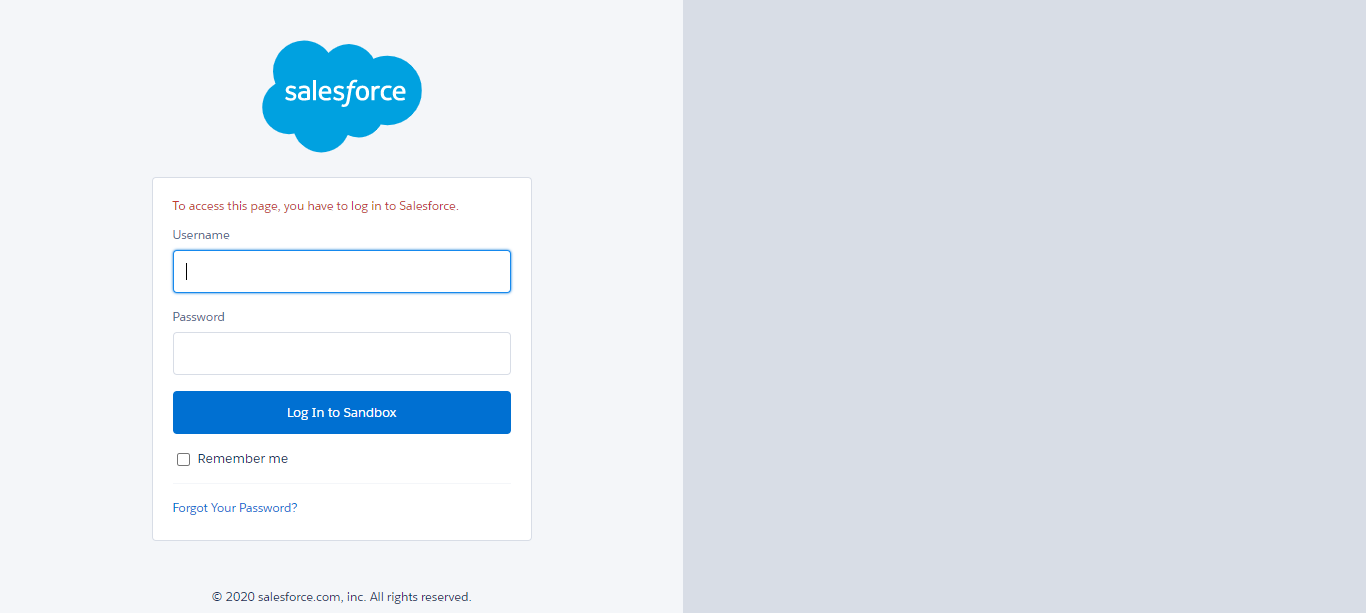 salesforce
To access this page, you have to log in to Salesforce.
Username
Password
Log In to Sandbox
Remember me
Forgot Your Password?
© 2020 salesforce.com, inc. All rights reserved.